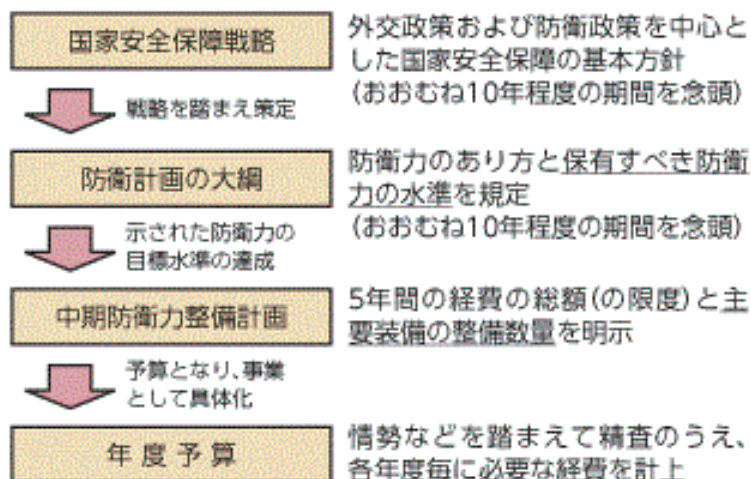 国家安全保障戦略
外交政策および防衛政策を中心と
した国家安全保障の基本方針
(おおむね10年程度の期間を念頭)
戦略を踏まえ策定
防衛計画の大綱
防衛力のあり方と保有すべき防衛
力の水準を規定
(おおむね10年程度の期間を念頭)
示された防衛力の
目標水準の達成
中期防衛力整備計画
5年間の経費の総額(の限度)と主
要装備の整備数量を明示
予算となり、事業
として具体化
年度予算
情勢などを踏まえて精査のうえ、
各年度毎に必要な経費を計上